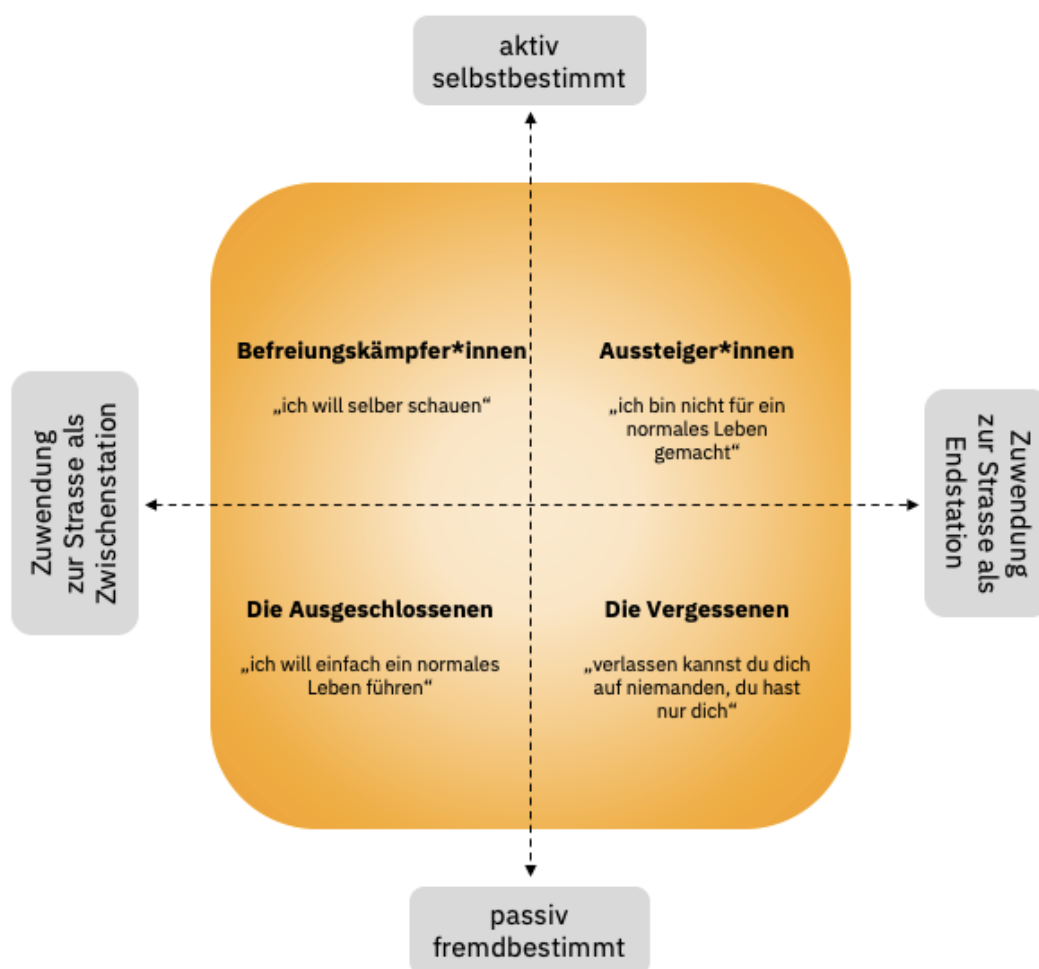 aktiv
selbstbestimmt
Befreiungskämpfer*innen
„ich will selber schauen“
Aussteiger*innen
„ich bin nicht für ein
normales Leben
gemacht“
Zuwendung
zur Strasse als
Zwischenstation
Zuwendung
zur Strasse als
Endstation
Die Ausgeschlossenen
„ich will einfach ein normales
Leben führen“
Die Vergessenen
„verlassen kannst du dich
auf niemanden, du hast
nur dich“
passiv
fremdbestimmt